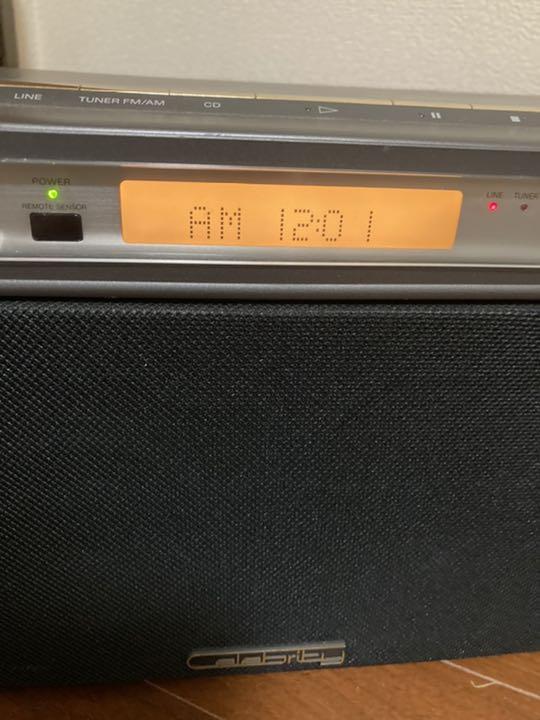 LINE TUNER FM/AM CD
POWER
REMOTE SENSOR
AM 12:01
LINE TUNER
Celebrity